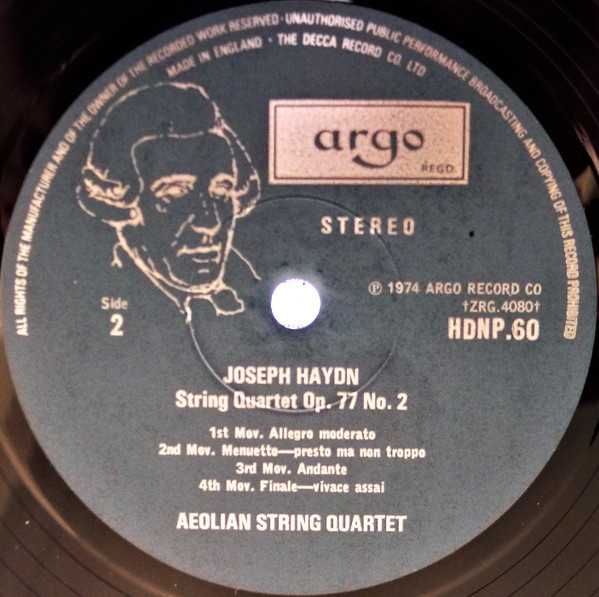 ALL RIGHTS OF THE MANUFACTURER AND OF THE OWNER OF THE RECORDED WORK RESERVED · UNAUTHORISED PUBLIC PERFORMANCE BROADCASTING AND COPYING OF THIS RECORD PROHIBITED
MADE IN ENGLAND · THE DECCA RECORD CO. LTD
argo
REGD.
STEREO
℗ 1974 ARGO RECORD CO
†ZRG.4080†
HDNP.60
Side
2
JOSEPH HAYDN
String Quartet Op. 77 No. 2
1st Mov. Allegro moderato
2nd Mov. Menuetto—presto ma non troppo
3rd Mov. Andante
4th Mov. Finale—vivace assai
AEOLIAN STRING QUARTET